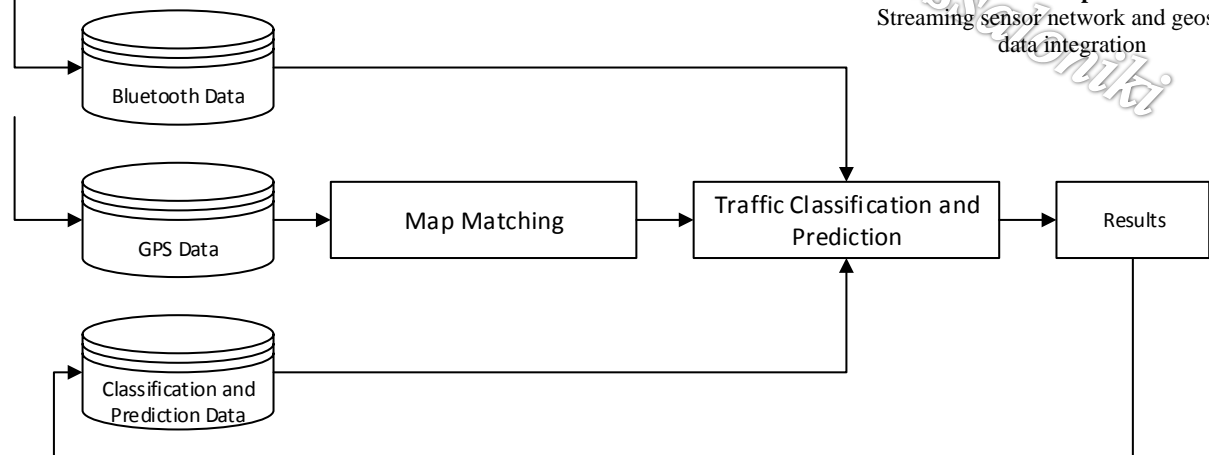 Streaming sensor network and geos
data integration
Bluetooth Data
GPS Data
Map Matching
Traffic Classification and
Prediction
Results
Classification and
Prediction Data